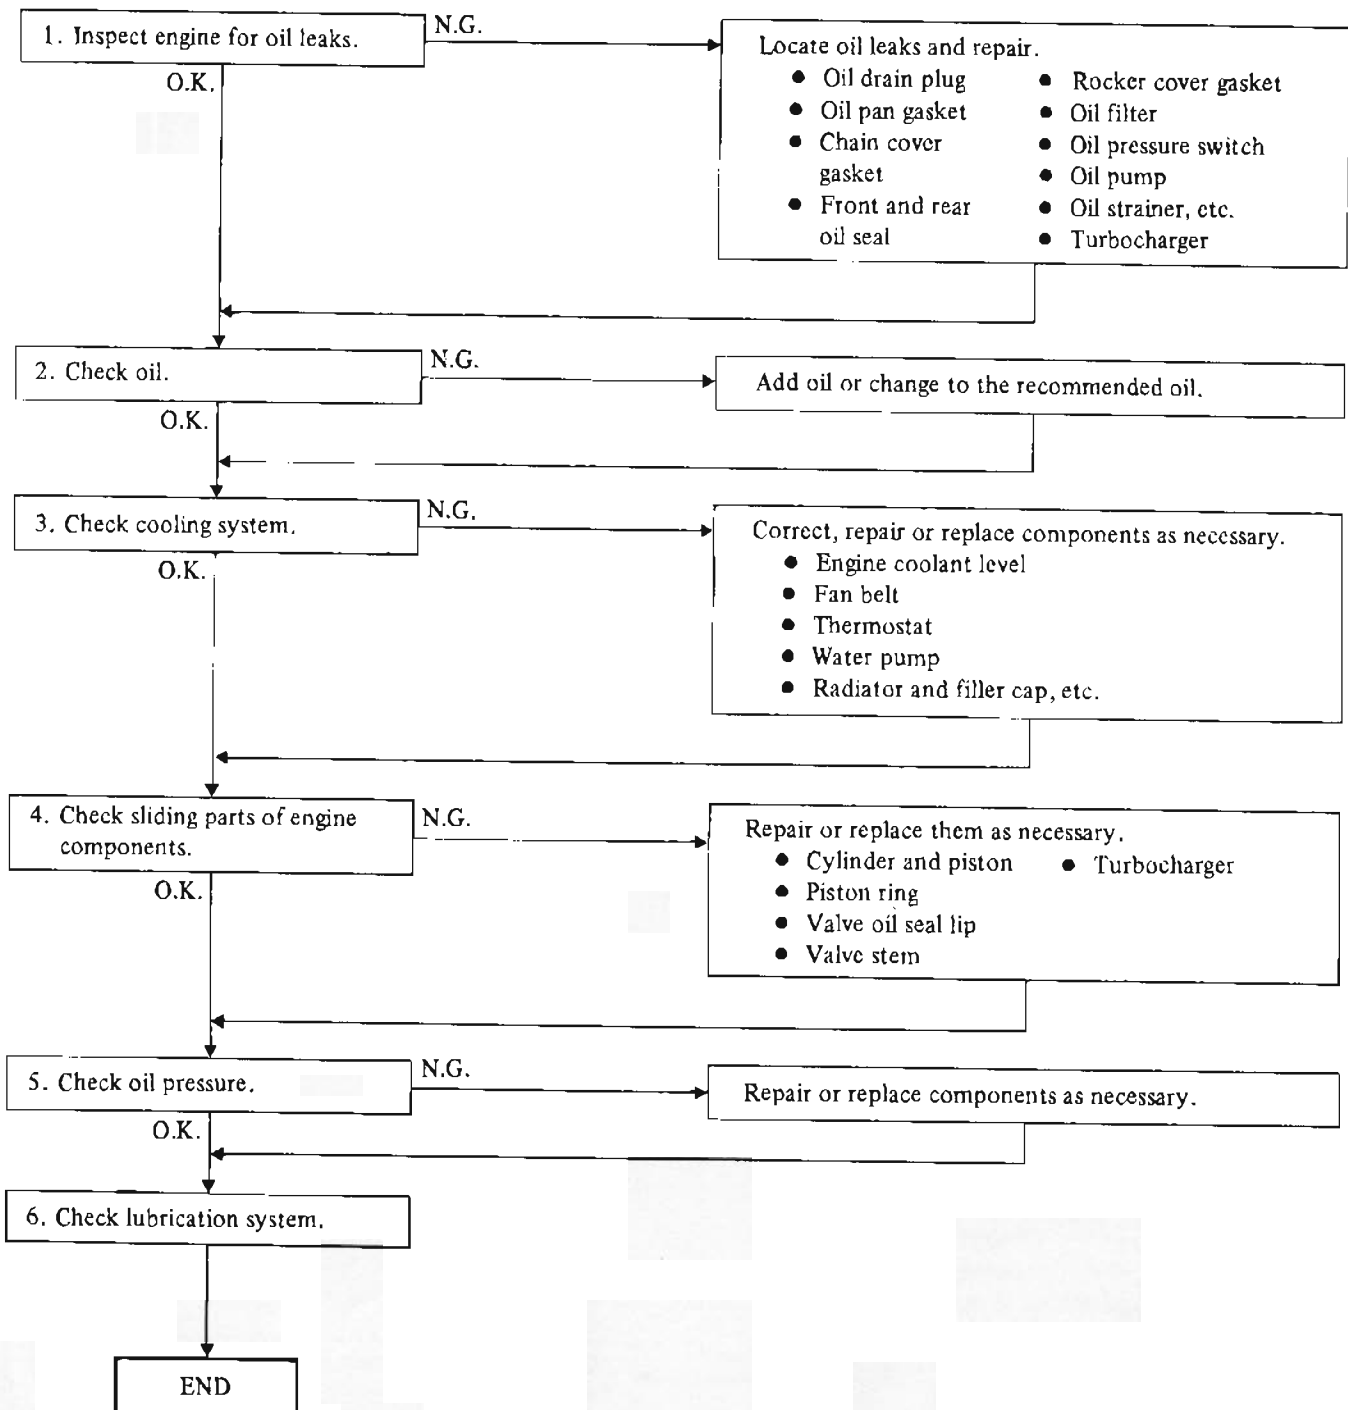 1. Inspect engine for oil leaks.
N.G.
O.K.
Locate oil leaks and repair.
• Oil drain plug
• Oil pan gasket
• Chain cover
gasket
• Front and rear
oil seal
• Rocker cover gasket
• Oil filter
• Oil pressure switch
• Oil pump
• Oil strainer, etc.
• Turbocharger
2. Check oil.
N.G.
O.K.
Add oil or change to the recommended oil.
3. Check cooling system.
N.G.
O.K.
Correct, repair or replace components as necessary.
• Engine coolant level
• Fan belt
• Thermostat
• Water pump
• Radiator and filler cap, etc.
4. Check sliding parts of engine
components.
N.G.
O.K.
Repair or replace them as necessary.
• Cylinder and piston
• Piston ring
• Valve oil seal lip
• Valve stem
• Turbocharger
5. Check oil pressure.
N.G.
O.K.
Repair or replace components as necessary.
6. Check lubrication system.
END